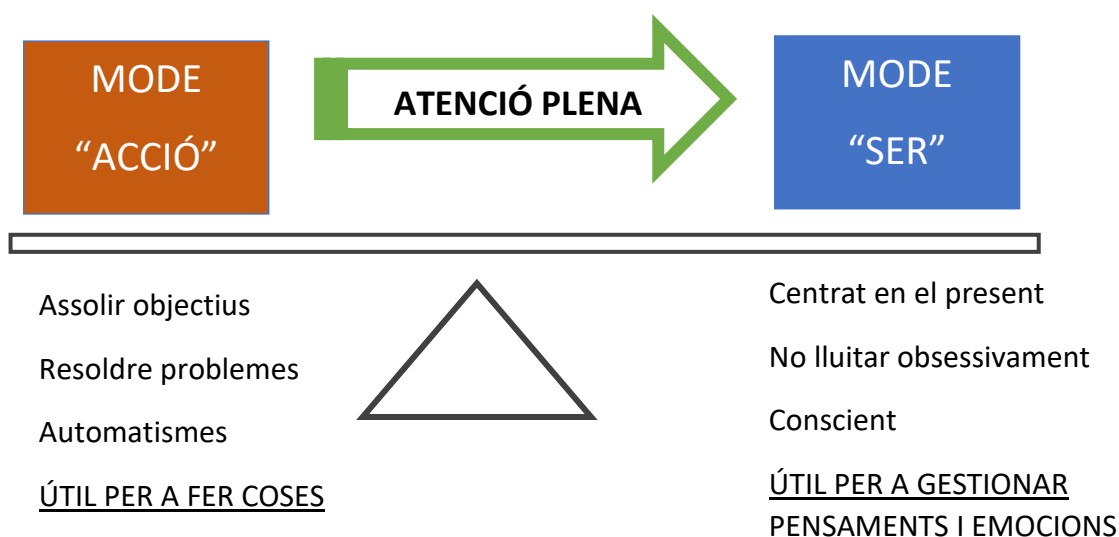 MODE
“ACCIÓ”
ATENCIÓ PLENA
MODE
“SER”
Assolir objectius
Resoldre problemes
Automatismes
ÚTIL PER A FER COSES
Centrat en el present
No lluitar obsessivament
Conscient
ÚTIL PER A GESTIONAR
PENSAMENTS I EMOCIONS